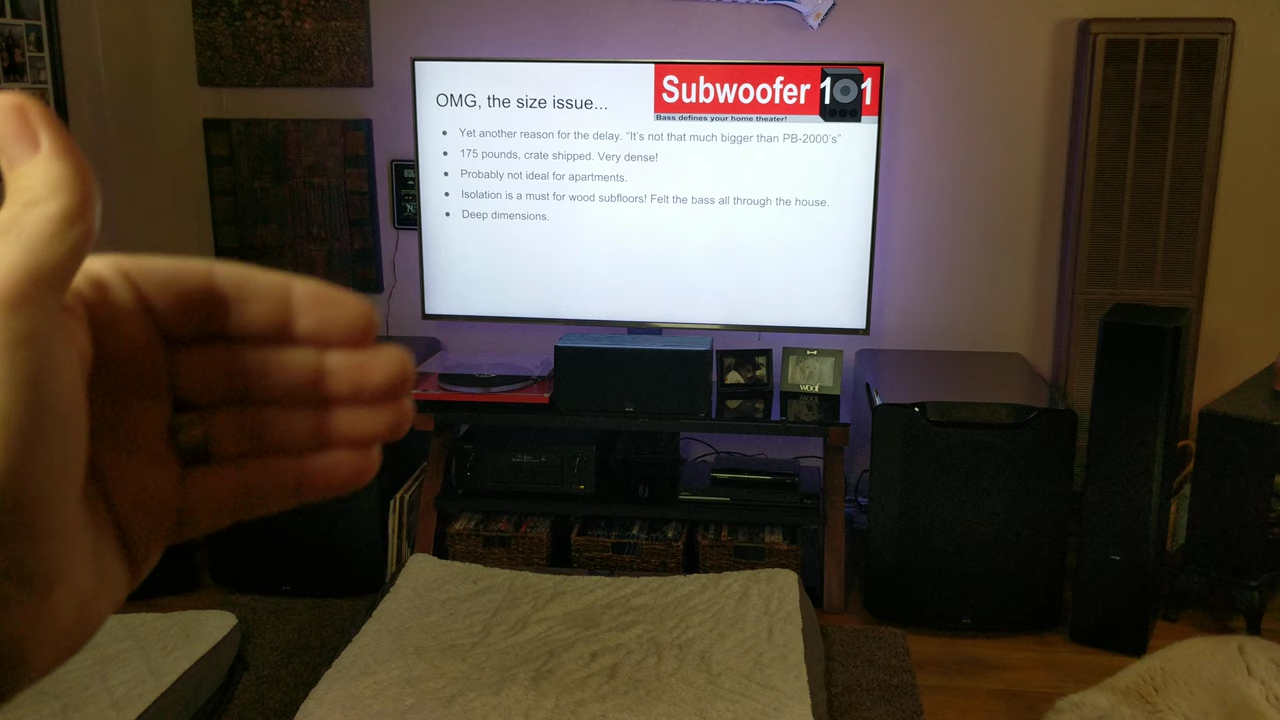 Subwoofer 101
Bass defines your home theater!
OMG, the size issue...
Yet another reason for the delay. “It’s not that much bigger than PB-2000’s”
175 pounds, crate shipped. Very dense!
Probably not ideal for apartments.
Isolation is a must for wood subfloors! Felt the bass all through the house.
Deep dimensions.
woof